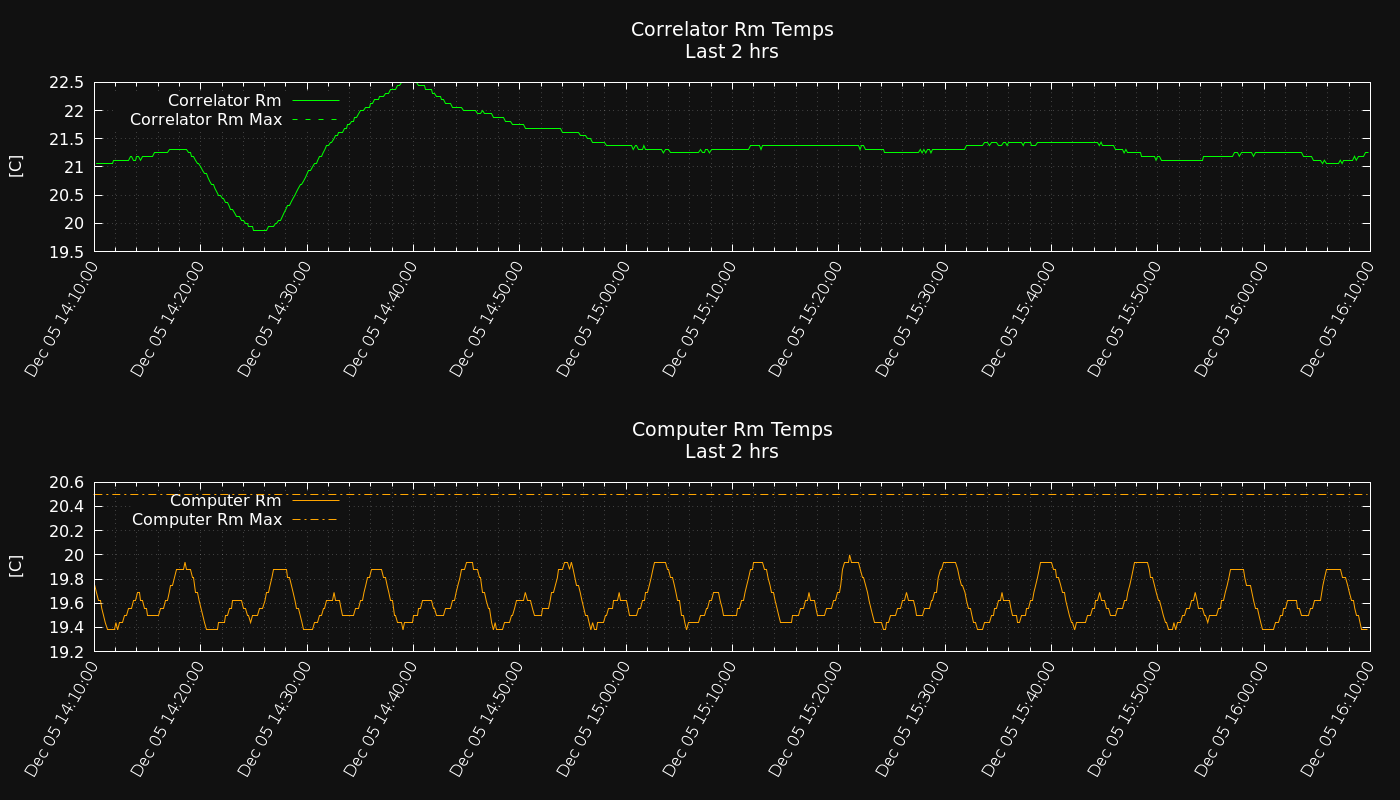 Correlator Rm Temps
Last 2 hrs
22.5
22
21.5
21
20.5
20
19.5
[C]
Correlator Rm
Correlator Rm Max
Dec 05 14:10:00
Dec 05 14:20:00
Dec 05 14:30:00
Dec 05 14:40:00
Dec 05 14:50:00
Dec 05 15:00:00
Dec 05 15:10:00
Dec 05 15:20:00
Dec 05 15:30:00
Dec 05 15:40:00
Dec 05 15:50:00
Dec 05 16:00:00
Dec 05 16:10:00
Computer Rm Temps
Last 2 hrs
20.6
20.4
20.2
20
19.8
19.6
19.4
19.2
[C]
Computer Rm
Computer Rm Max
Dec 05 14:10:00
Dec 05 14:20:00
Dec 05 14:30:00
Dec 05 14:40:00
Dec 05 14:50:00
Dec 05 15:00:00
Dec 05 15:10:00
Dec 05 15:20:00
Dec 05 15:30:00
Dec 05 15:40:00
Dec 05 15:50:00
Dec 05 16:00:00
Dec 05 16:10:00